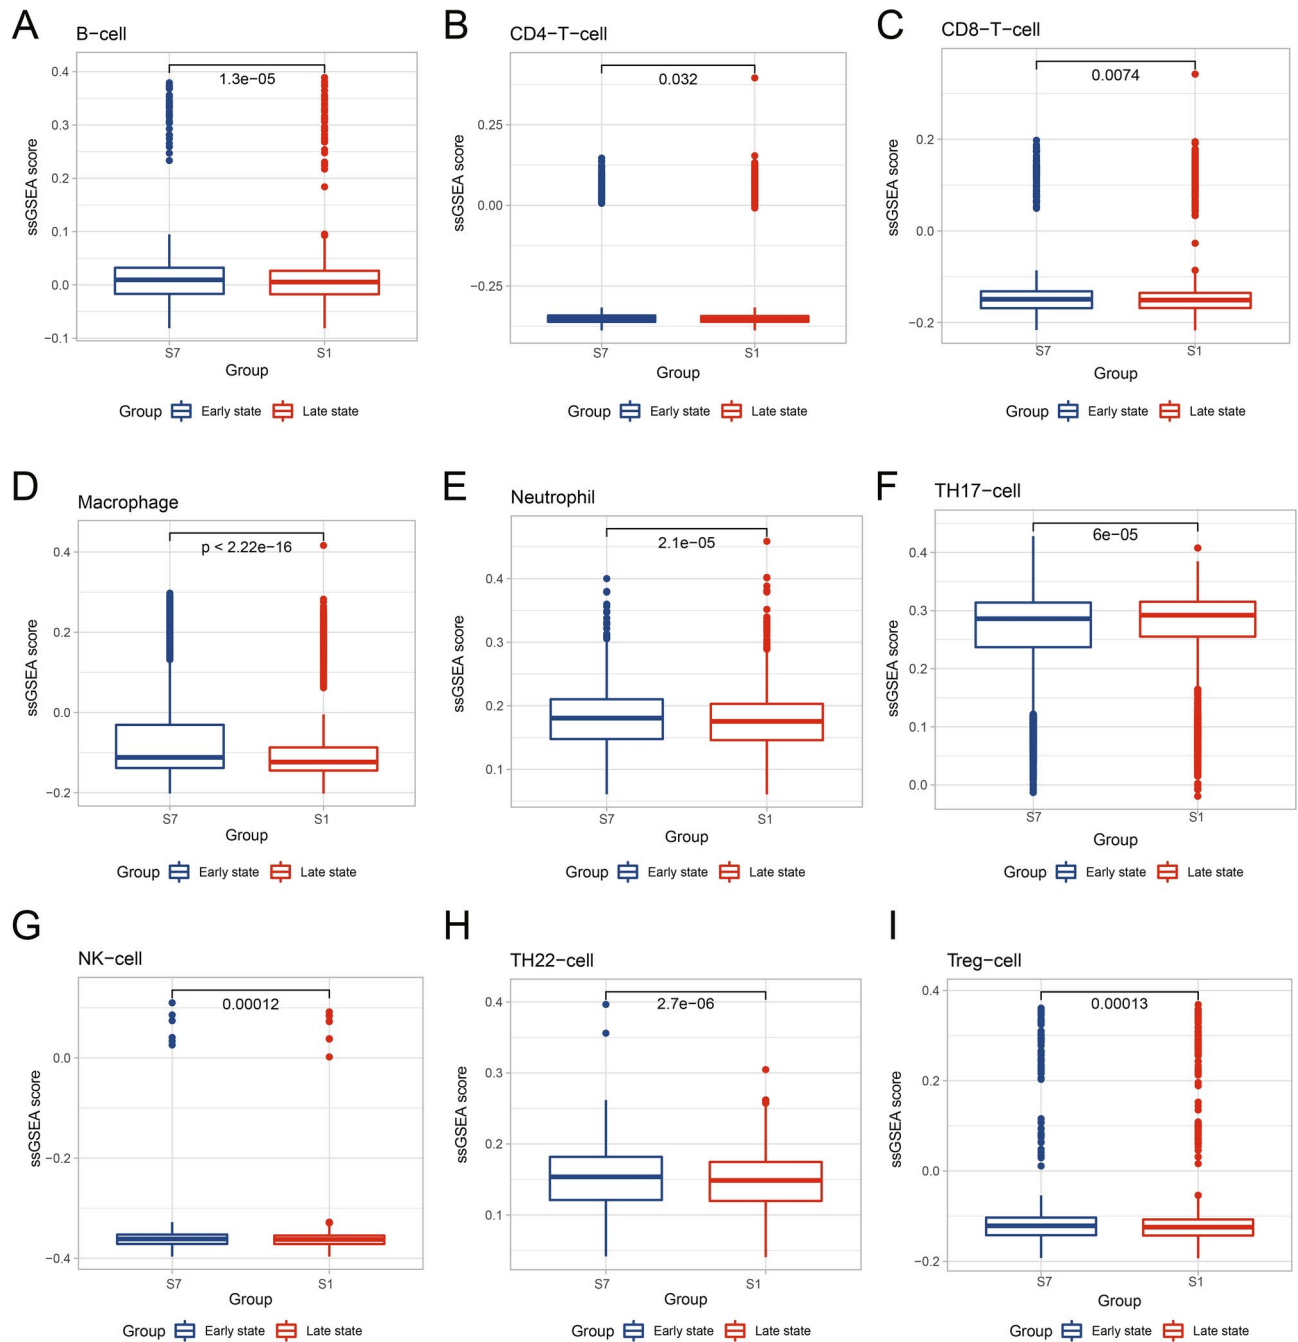 A
B-cell
1.3e−05
0.4
0.3
0.2
0.1
0.0
−0.1
ssGSEA score
S7
S1
Group
Group Early state Late state
B
CD4−T−cell
0.032
0.25
0.00
−0.25
ssGSEA score
S7
S1
Group
Group Early state Late state
C
CD8−T−cell
0.0074
0.2
0.0
−0.2
ssGSEA score
S7
S1
Group
Group Early state Late state
D
Macrophage
p < 2.22e−16
0.4
0.2
0.0
−0.2
ssGSEA score
S7
S1
Group
Group Early state Late state
E
Neutrophil
2.1e−05
0.4
0.3
0.2
0.1
ssGSEA score
S7
S1
Group
Group Early state Late state
F
TH17−cell
6e−05
0.4
0.3
0.2
0.1
0.0
ssGSEA score
S7
S1
Group
Group Early state Late state
G
NK−cell
0.00012
0.0
−0.2
−0.4
ssGSEA score
S7
S1
Group
Group Early state Late state
H
TH22−cell
2.7e−06
0.4
0.3
0.2
0.1
ssGSEA score
S7
S1
Group
Group Early state Late state
I
Treg−cell
0.00013
0.4
0.2
0.0
−0.2
ssGSEA score
S7
S1
Group
Group Early state Late state